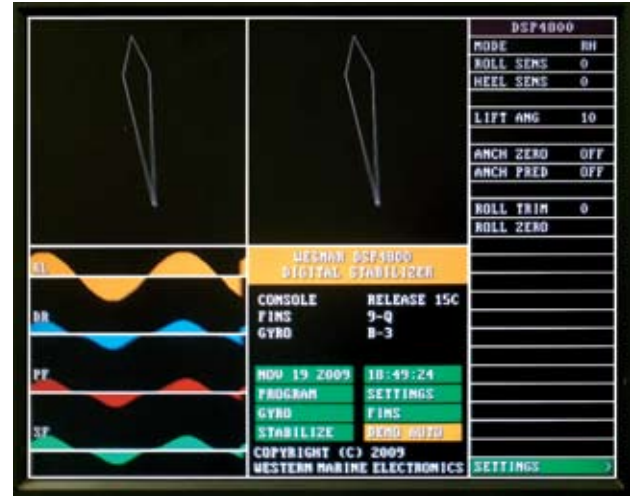 DSP4800
MODE RH
ROLL SENS 0
HEEL SENS 0
LIFT ANG 10
ANCH ZERO OFF
ANCH PRED OFF
ROLL TRIM 0
ROLL ZERO
RL
DR
PF
SF
WESMAR DSP4800
DIGITAL STABILIZER
CONSOLE RELEASE 15C
FINS 9-Q
GYRO B-3
NOV 19 2009 18:49:24
PROGRAM SETTINGS
GYRO FINS
STABILIZE DEMO AUTO
COPYRIGHT (C) 2009
WESTERN MARINE ELECTRONICS
SETTINGS >